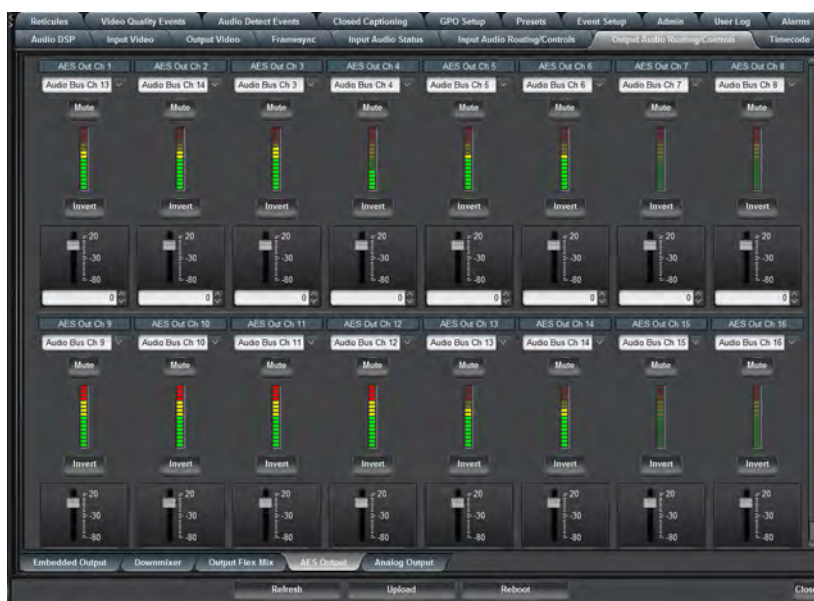 Reticules Video Quality Events Audio Detect Events Closed Captioning GPO Setup Presets Event Setup Admin User Log Alarms
Audio DSP Input Video Output Video Framesync Input Audio Status Input Audio Routing/Controls Output Audio Routing/Controls Timecode
AES Out Ch 1 AES Out Ch 2 AES Out Ch 3 AES Out Ch 4 AES Out Ch 5 AES Out Ch 6 AES Out Ch 7 AES Out Ch 8
Audio Bus Ch 13 Audio Bus Ch 14 Audio Bus Ch 3 Audio Bus Ch 4 Audio Bus Ch 5 Audio Bus Ch 6 Audio Bus Ch 7 Audio Bus Ch 8
Mute Mute Mute Mute Mute Mute Mute Mute
Invert Invert Invert Invert Invert Invert Invert Invert
20 20 20 20 20 20 20 20
-30 -30 -30 -30 -30 -30 -30 -30
-80 -80 -80 -80 -80 -80 -80 -80
0 0 0 0 0 0 0 0
AES Out Ch 9 AES Out Ch 10 AES Out Ch 11 AES Out Ch 12 AES Out Ch 13 AES Out Ch 14 AES Out Ch 15 AES Out Ch 16
Audio Bus Ch 9 Audio Bus Ch 10 Audio Bus Ch 11 Audio Bus Ch 12 Audio Bus Ch 13 Audio Bus Ch 14 Audio Bus Ch 15 Audio Bus Ch 16
Mute Mute Mute Mute Mute Mute Mute Mute
Invert Invert Invert Invert Invert Invert Invert Invert
20 20 20 20 20 20 20 20
-30 -30 -30 -30 -30 -30 -30 -30
-80 -80 -80 -80 -80 -80 -80 -80
Embedded Output Downmixer Output Flex Mix AES Output Analog Output
Refresh Upload Reboot Clos